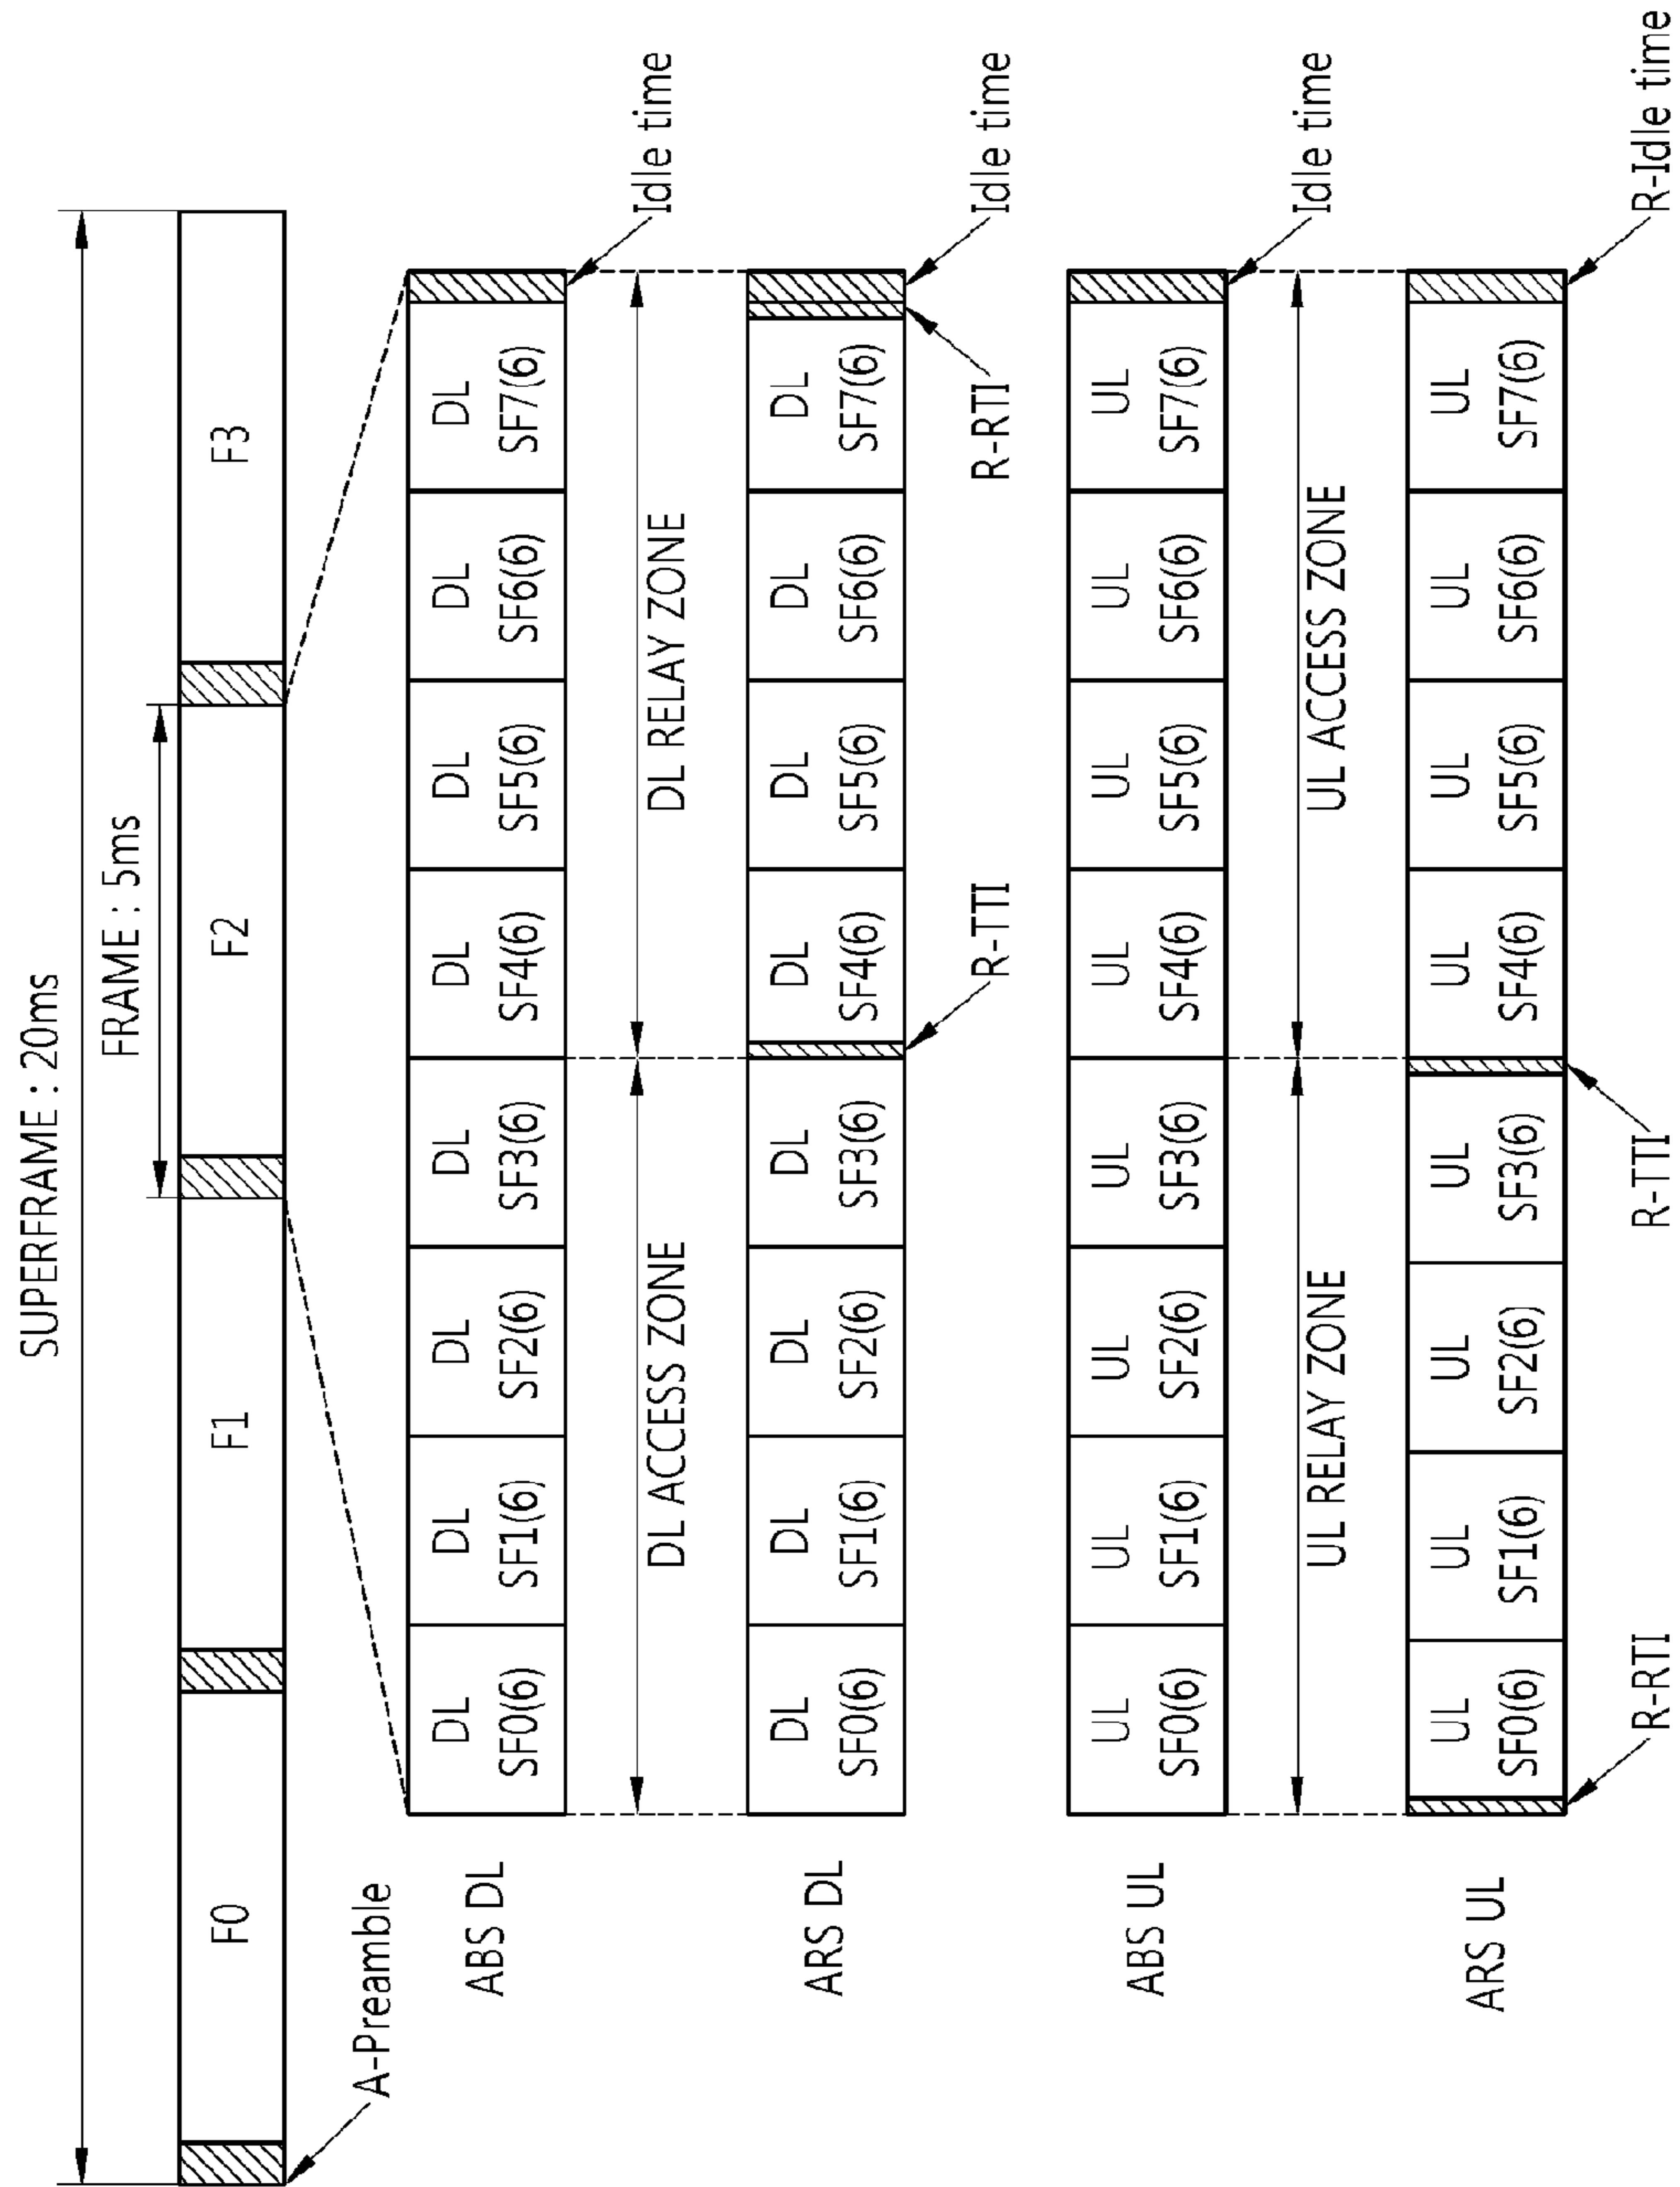 SUPERFRAME : 20ms
FRAME : 5ms
F0 F1 F2 F3
A-Preamble
ABS DL
DL DL DL DL DL DL DL DL
SF0(6) SF1(6) SF2(6) SF3(6) SF4(6) SF5(6) SF6(6) SF7(6)
Idle time
DL ACCESS ZONE DL RELAY ZONE
ARS DL
DL DL DL DL DL DL DL DL
SF0(6) SF1(6) SF2(6) SF3(6) SF4(6) SF5(6) SF6(6) SF7(6)
R-TTI R-RTI Idle time
ABS UL
UL UL UL UL UL UL UL UL
SF0(6) SF1(6) SF2(6) SF3(6) SF4(6) SF5(6) SF6(6) SF7(6)
Idle time
UL RELAY ZONE UL ACCESS ZONE
ARS UL
UL UL UL UL UL UL UL UL
SF0(6) SF1(6) SF2(6) SF3(6) SF4(6) SF5(6) SF6(6) SF7(6)
R-RTI R-TTI R-Idle time